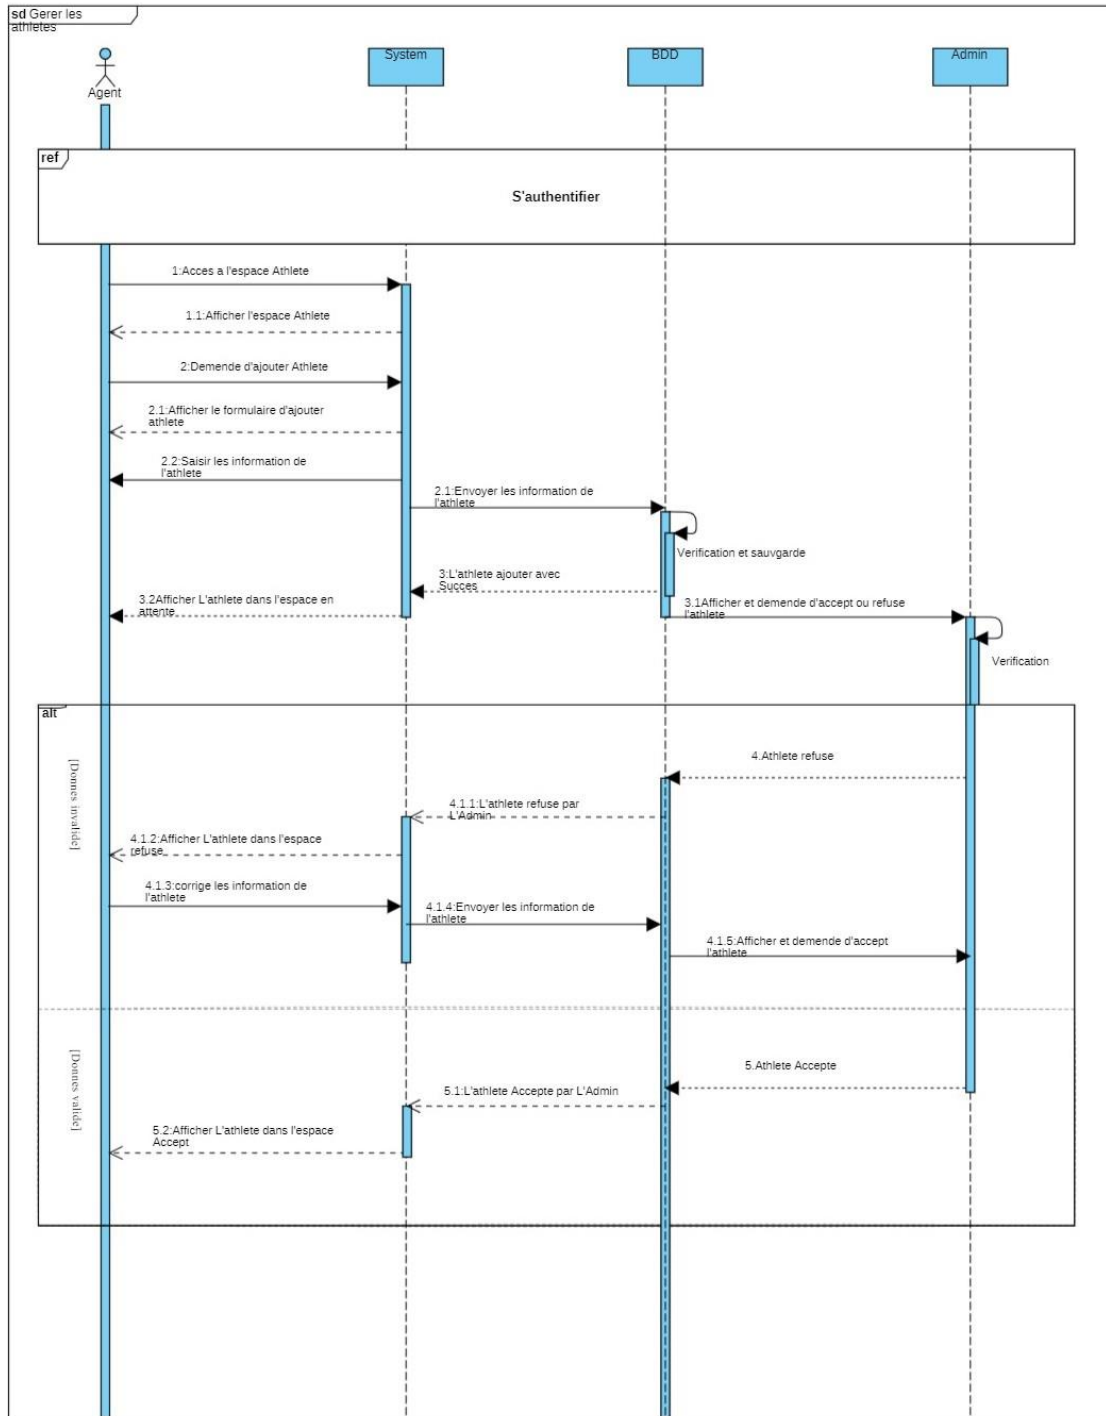 sd Gerer les
athletes
System
BDD
Admin
Agent
ref
S'authentifier
1:Acces a l'espace Athlete
1.1:Afficher l'espace Athlete
2:Demende d'ajouter Athlete
2.1:Afficher le formulaire d'ajouter
athlete
2.2:Saisir les information de
l'athlete
2.1:Envoyer les information de
l'athlete
Verification et sauvgarde
3:L'athlete ajouter avec
Succes
3.2Afficher L'athlete dans l'espace en
attente
3.1Afficher et demende d'accept ou refuse
l'athlete
Verification
alt
[Donnes invalide]
4.Athlete refuse
4.1.1:L'athlete refuse par
L'Admin
4.1.2:Afficher L'athlete dans l'espace
refuse
4.1.3:corrige les information de
l'athlete
4.1.4:Envoyer les information de
l'athlete
4.1.5:Afficher et demende d'accept
l'athlete
[Donnes valide]
5.Athlete Accepte
5.1:L'athlete Accepte par L'Admin
5.2:Afficher L'athlete dans l'espace
Accept